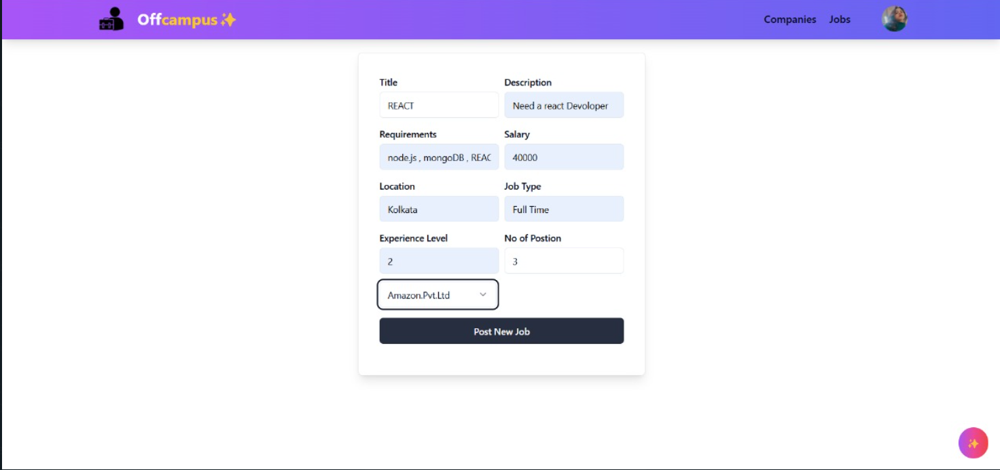 Offcampus✨ Companies Jobs
Title Description
REACT Need a react Devoloper
Requirements Salary
node.js , mongoDB , REAC 40000
Location Job Type
Kolkata Full Time
Experience Level No of Postion
2 3
Amazon.Pvt.Ltd
Post New Job